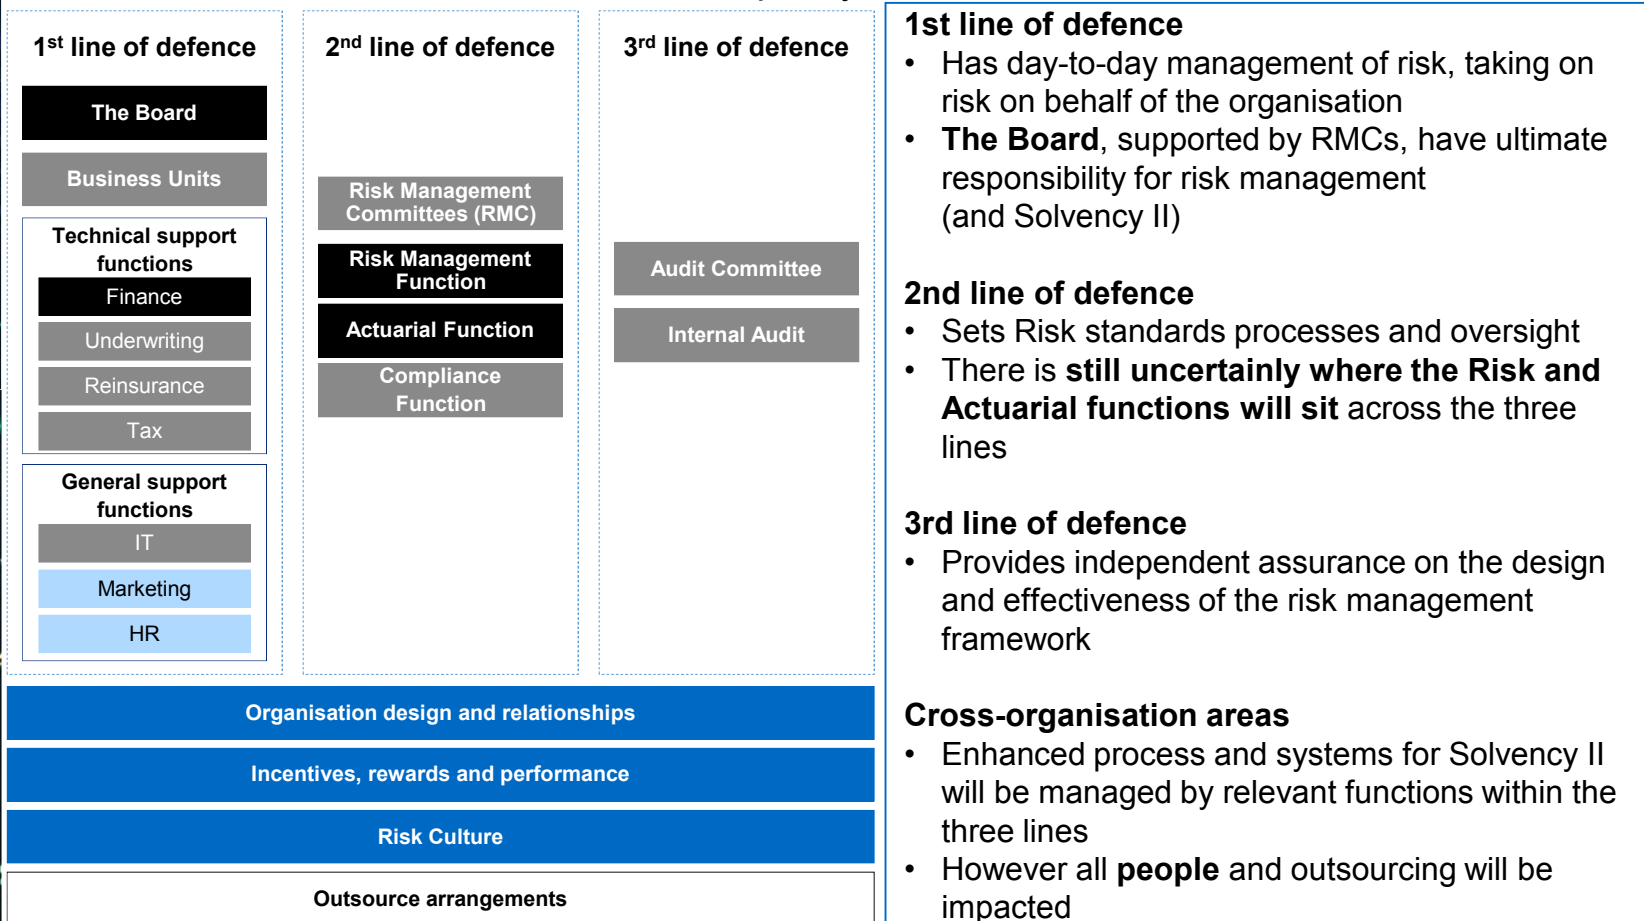 1st line of defence
The Board
Business Units
Technical support
functions
Finance
Underwriting
Reinsurance
Tax
General support
functions
IT
Marketing
HR
2nd line of defence
Risk Management
Committees (RMC)
Risk Management
Function
Actuarial Function
Compliance
Function
3rd line of defence
Audit Committee
Internal Audit
Organisation design and relationships
Incentives, rewards and performance
Risk Culture
Outsource arrangements
1st line of defence
• Has day-to-day management of risk, taking on
risk on behalf of the organisation
• The Board, supported by RMCs, have ultimate
responsibility for risk management
(and Solvency II)
2nd line of defence
• Sets Risk standards processes and oversight
• There is still uncertainly where the Risk and
Actuarial functions will sit across the three
lines
3rd line of defence
• Provides independent assurance on the design
and effectiveness of the risk management
framework
Cross-organisation areas
• Enhanced process and systems for Solvency II
will be managed by relevant functions within the
three lines
• However all people and outsourcing will be
impacted